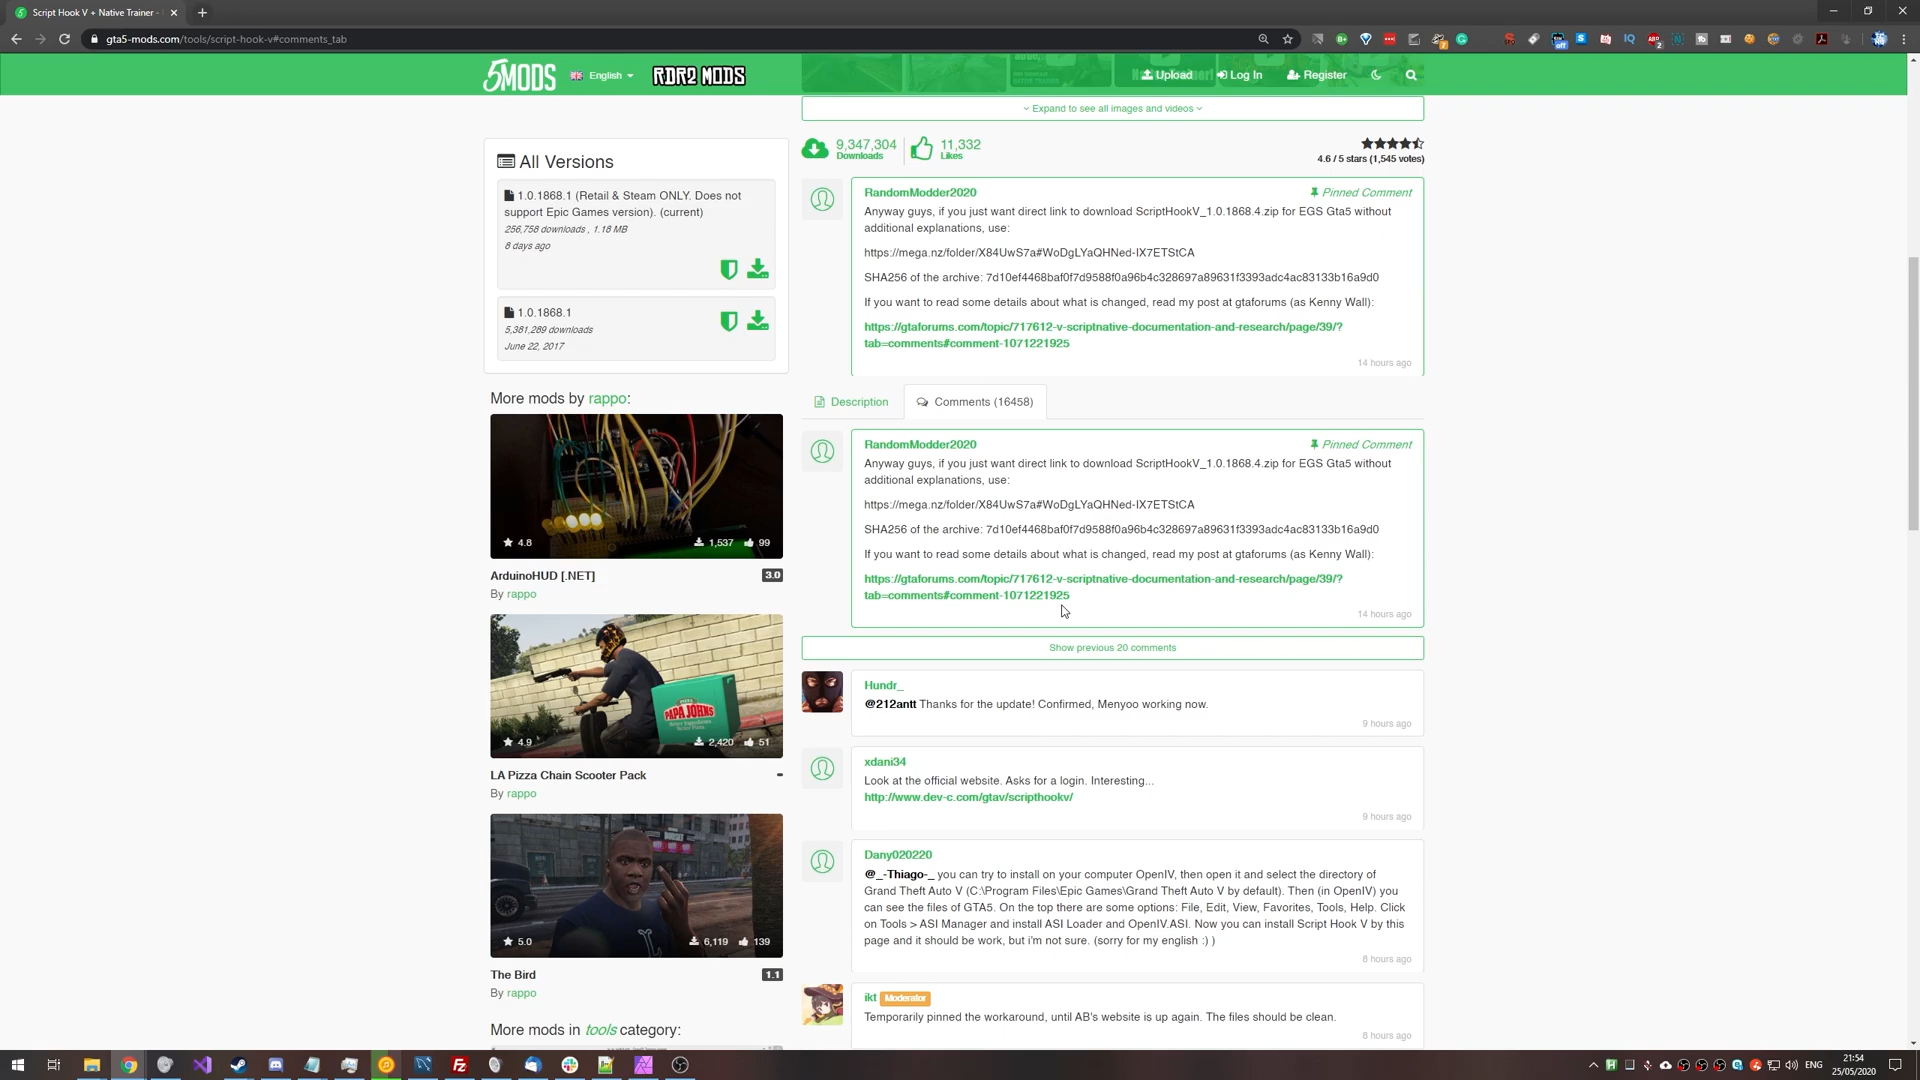 Script Hook V + Native Trainer -
gta5-mods.com/tools/script-hook-v#comments_tab
5MODS
English
RDR2 MODS
Upload
Log In
Register
Expand to see all images and videos
9,347,304
Downloads
11,332
Likes
4.6 / 5 stars (1,545 votes)
All Versions
1.0.1868.1 (Retail & Steam ONLY. Does not
support Epic Games version). (current)
256,758 downloads , 1.18 MB
8 days ago
1.0.1868.1
5,381,289 downloads
June 22, 2017
More mods by rappo:
4.8
1,537
99
ArduinoHUD [.NET]
3.0
By rappo
PAPA JOHNS
4.9
2,420
51
LA Pizza Chain Scooter Pack
-
By rappo
5.0
6,119
139
The Bird
1.1
By rappo
More mods in tools category:
RandomModder2020
Pinned Comment
Anyway guys, if you just want direct link to download ScriptHookV_1.0.1868.4.zip for EGS Gta5 without
additional explanations, use:
https://mega.nz/folder/X84UwS7a#WoDgLYaQHNed-IX7ETStCA
SHA256 of the archive: 7d10ef4468baf0f7d9588f0a96b4c328697a89631f3393adc4ac83133b16a9d0
If you want to read some details about what is changed, read my post at gtaforums (as Kenny Wall):
https://gtaforums.com/topic/717612-v-scriptnative-documentation-and-research/page/39/?
tab=comments#comment-1071221925
14 hours ago
Description
Comments (16458)
RandomModder2020
Pinned Comment
Anyway guys, if you just want direct link to download ScriptHookV_1.0.1868.4.zip for EGS Gta5 without
additional explanations, use:
https://mega.nz/folder/X84UwS7a#WoDgLYaQHNed-IX7ETStCA
SHA256 of the archive: 7d10ef4468baf0f7d9588f0a96b4c328697a89631f3393adc4ac83133b16a9d0
If you want to read some details about what is changed, read my post at gtaforums (as Kenny Wall):
https://gtaforums.com/topic/717612-v-scriptnative-documentation-and-research/page/39/?
tab=comments#comment-1071221925
14 hours ago
Show previous 20 comments
Hundr_
@212antt Thanks for the update! Confirmed, Menyoo working now.
9 hours ago
xdani34
Look at the official website. Asks for a login. Interesting...
http://www.dev-c.com/gtav/scripthookv/
9 hours ago
Dany020220
@_-Thiago-_ you can try to install on your computer OpenIV, then open it and select the directory of
Grand Theft Auto V (C:\Program Files\Epic Games\Grand Theft Auto V by default). Then (in OpenIV) you
can see the files of GTA5. On the top there are some options: File, Edit, View, Favorites, Tools, Help. Click
on Tools > ASI Manager and install ASI Loader and OpenIV.ASI. Now you can install Script Hook V by this
page and it should be work, but i'm not sure. (sorry for my english :) )
8 hours ago
ikt Moderator
Temporarily pinned the workaround, until AB's website is up again. The files should be clean.
8 hours ago
ENG
21:54
25/05/2020